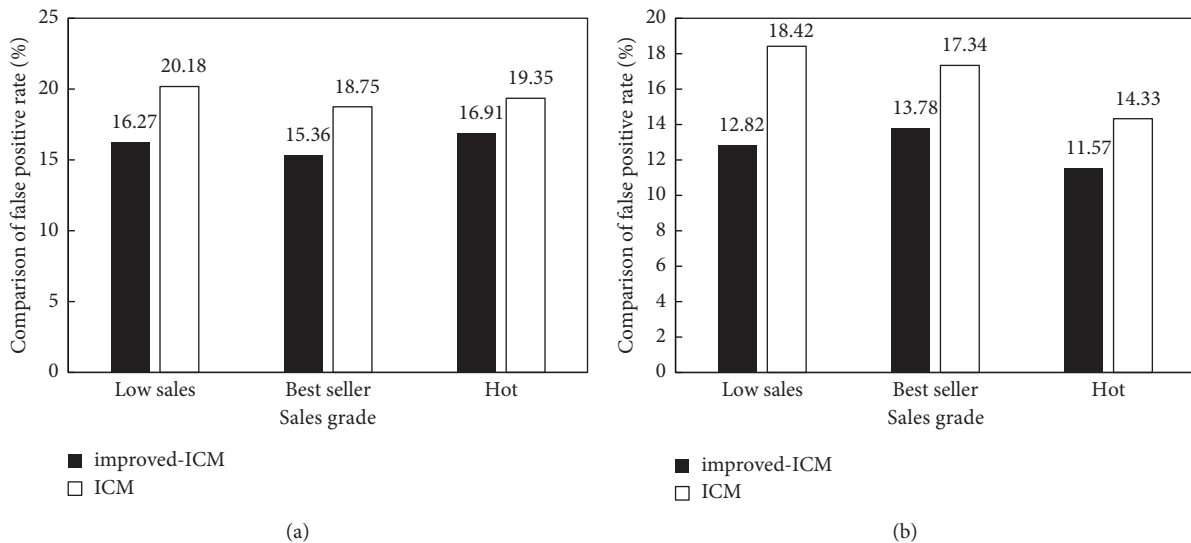 Comparison of false positive rate (%)
25
20
15
10
5
0
16.27
20.18
15.36
18.75
16.91
19.35
Low sales
Best seller
Hot
Sales grade
improved-ICM
ICM
(a)
Comparison of false positive rate (%)
20
18
16
14
12
10
8
6
4
2
0
12.82
18.42
13.78
17.34
11.57
14.33
Low sales
Best seller
Hot
Sales grade
improved-ICM
ICM
(b)